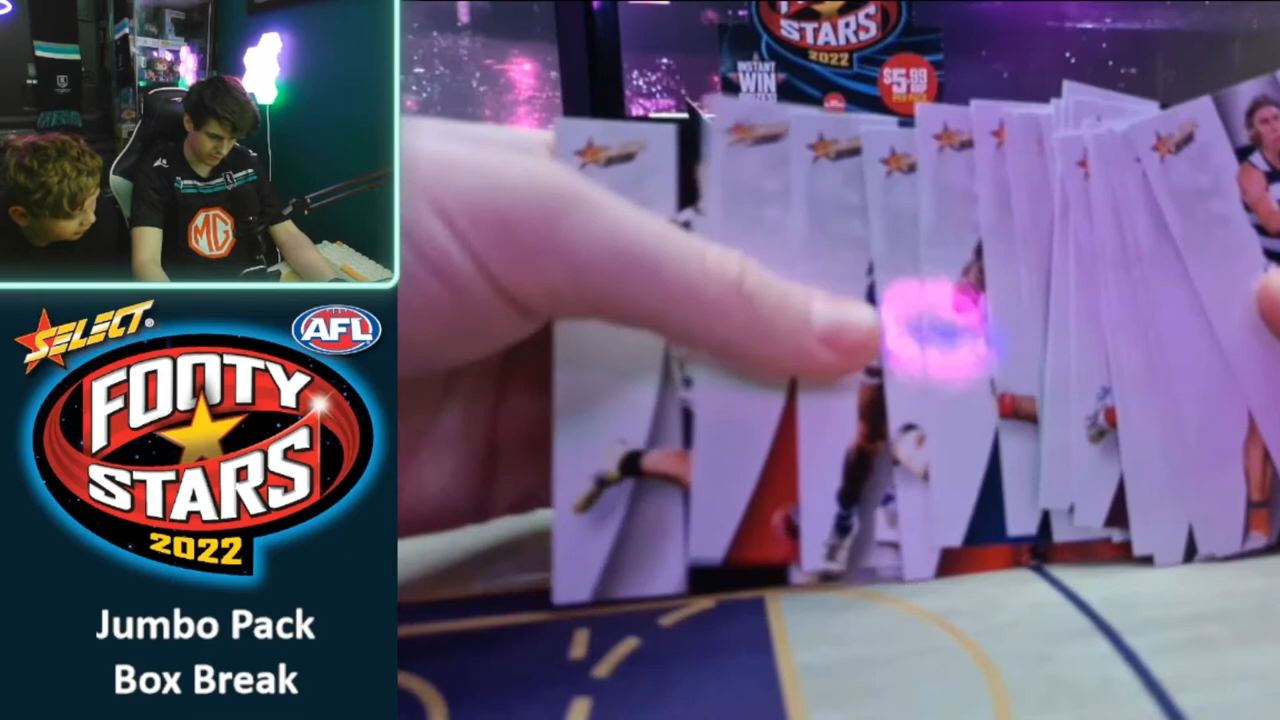 SELECT®
AFL
FOOTY
STARS
2022
Jumbo Pack
Box Break
MG
STARS
2022
INSTANT
WIN
$5.99